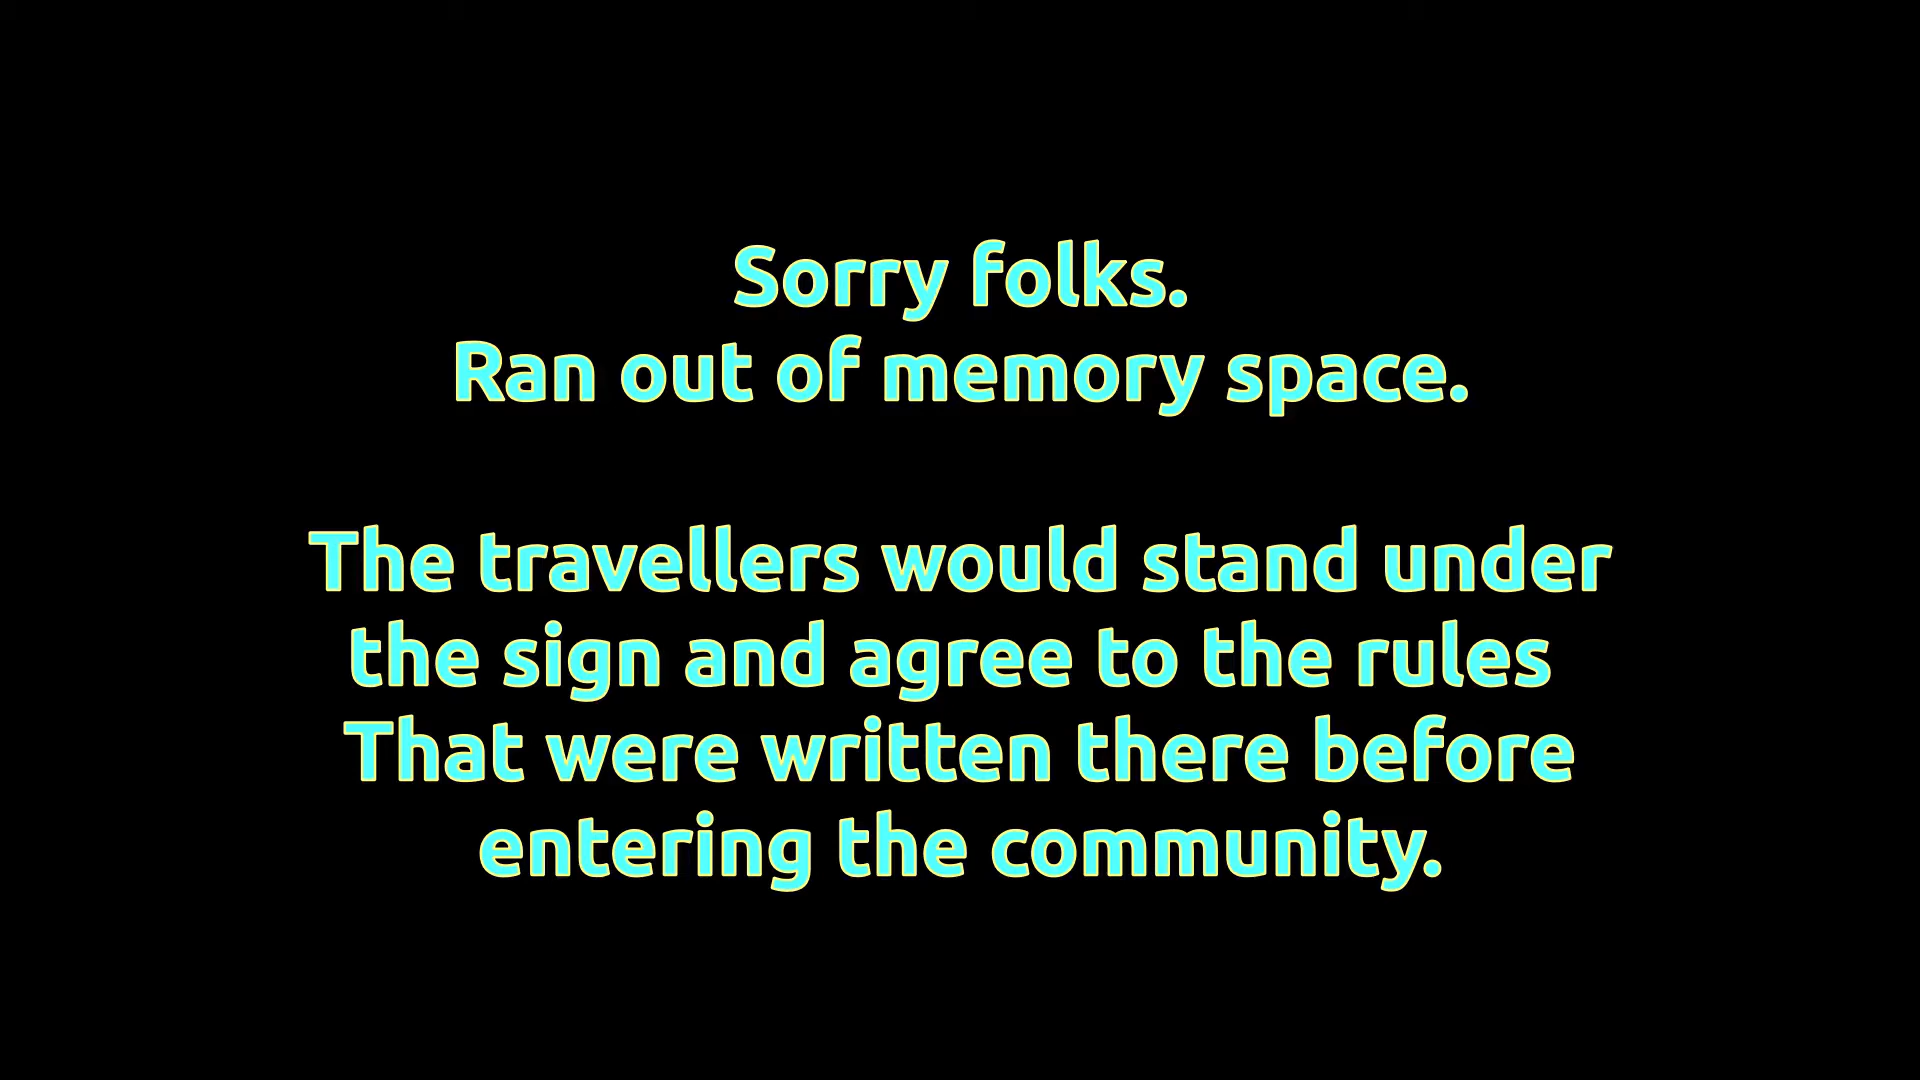 Sorry folks.
Ran out of memory space.
The travellers would stand under
the sign and agree to the rules
That were written there before
entering the community.